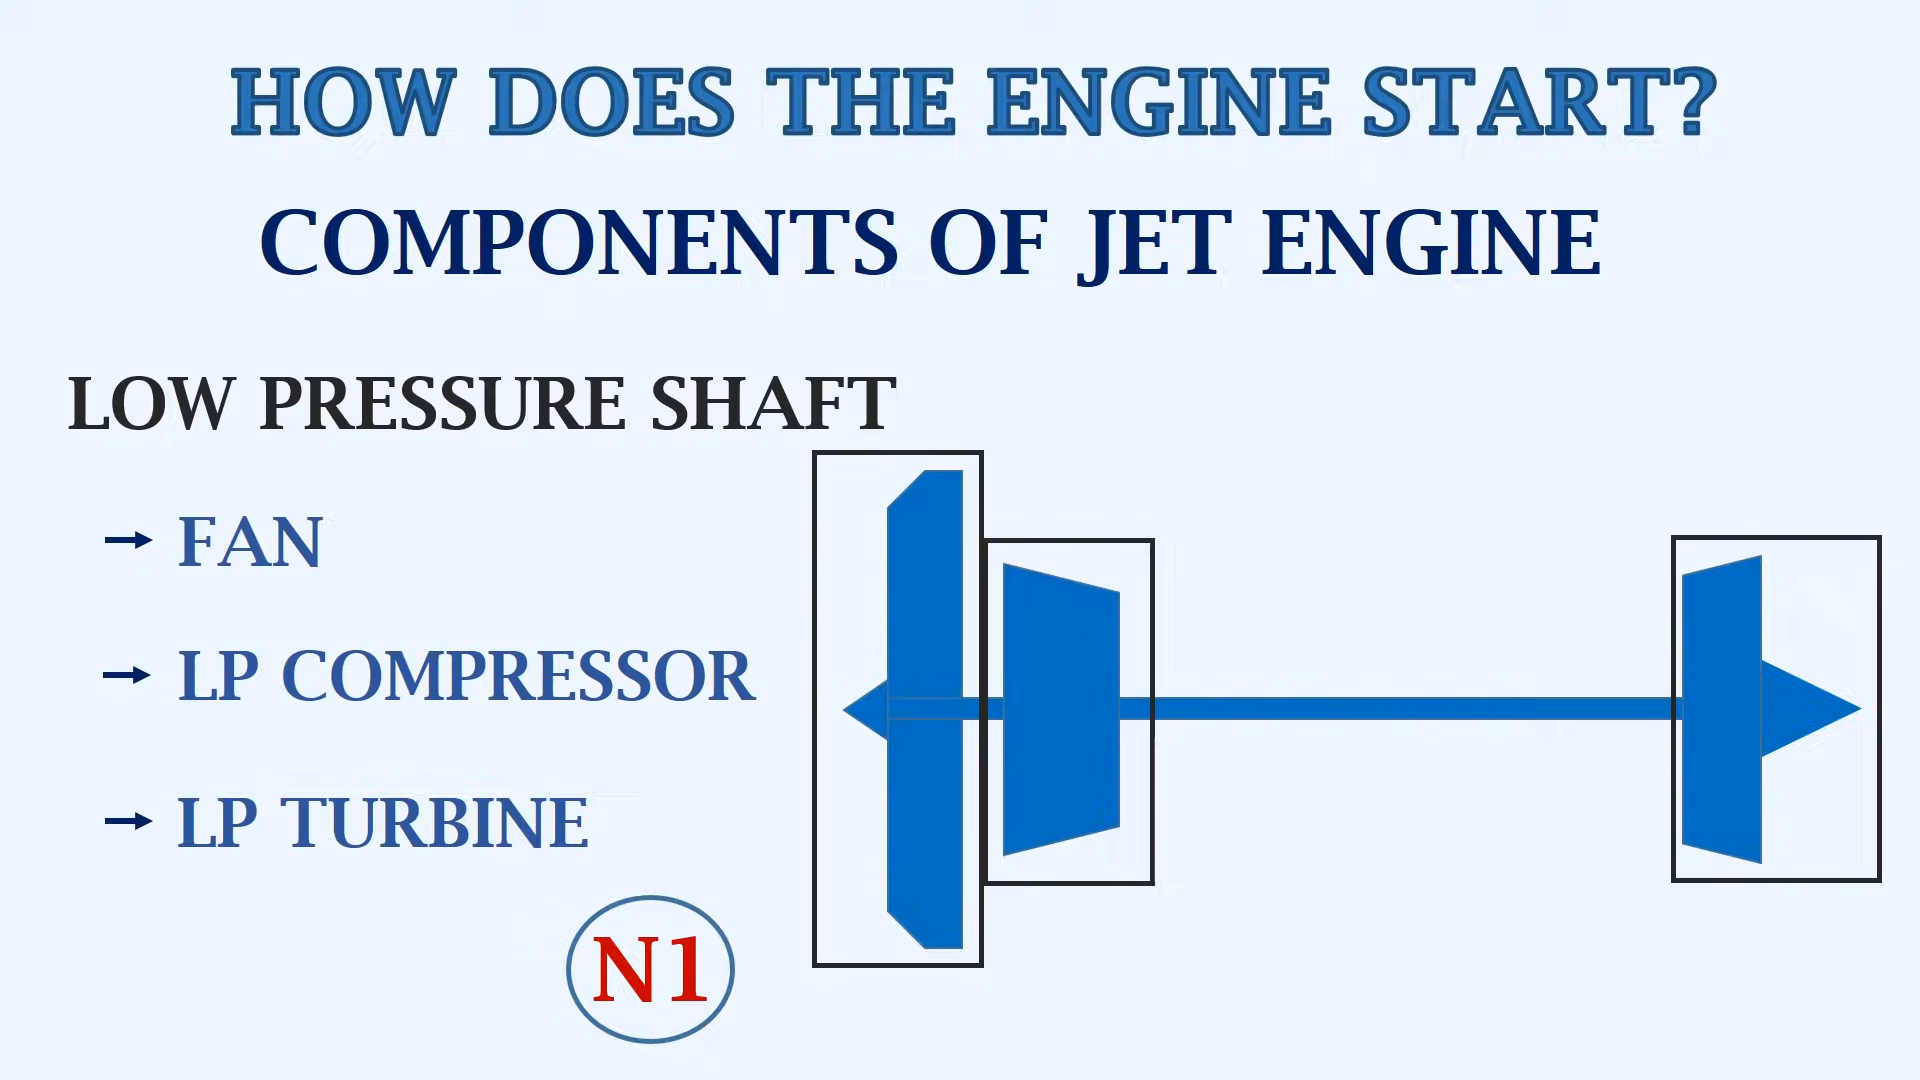 HOW DOES THE ENGINE START?
COMPONENTS OF JET ENGINE
LOW PRESSURE SHAFT
FAN
LP COMPRESSOR
LP TURBINE
N1